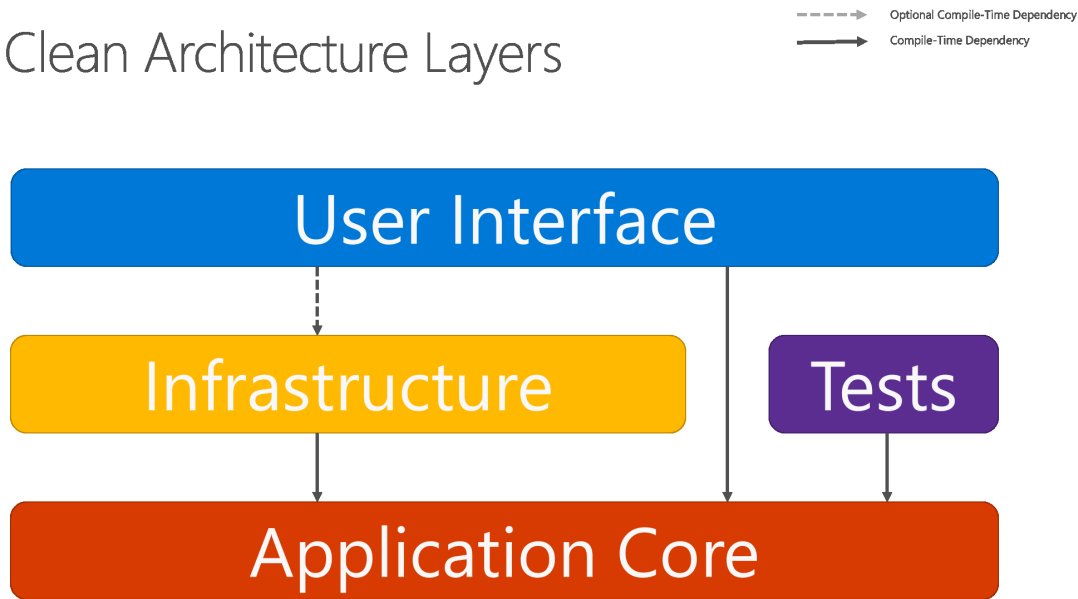 Optional Compile-Time Dependency
Compile-Time Dependency
Clean Architecture Layers
User Interface
Infrastructure
Tests
Application Core